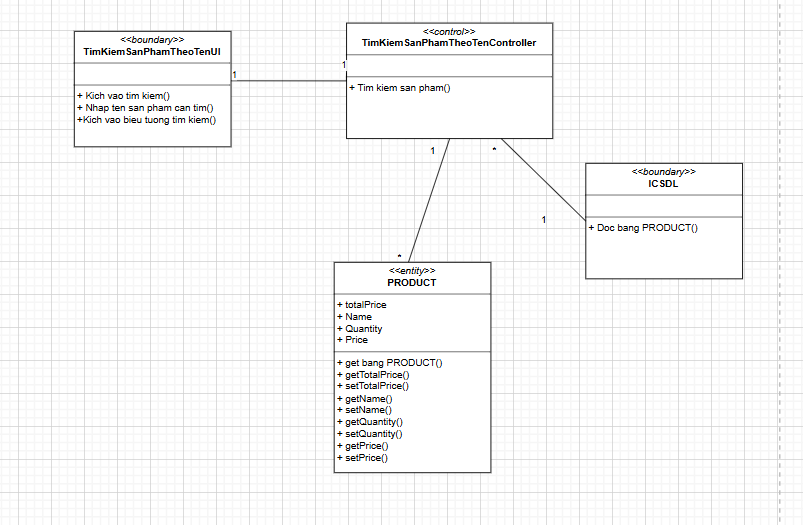 <<boundary>>
TimKiemSanPhamTheoTenUI
+ Kich vao tim kiem()
+ Nhap ten san pham can tim()
+Kich vao bieu tuong tim kiem()
1
1
<<control>>
TimKiemSanPhamTheoTenController
+ Tim kiem san pham()
1
*
*
1
<<boundary>>
ICSDL
+ Doc bang PRODUCT()
<<entity>>
PRODUCT
+ totalPrice
+ Name
+ Quantity
+ Price
+ get bang PRODUCT()
+ getTotalPrice()
+ setTotalPrice()
+ getName()
+ setName()
+ getQuantity()
+ setQuantity()
+ getPrice()
+ setPrice()